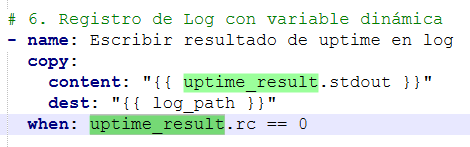 # 6. Registro de Log con variable dinámica
- name: Escribir resultado de uptime en log
  copy:
    content: "{{ uptime_result.stdout }}"
    dest: "{{ log_path }}"
  when: uptime_result.rc == 0